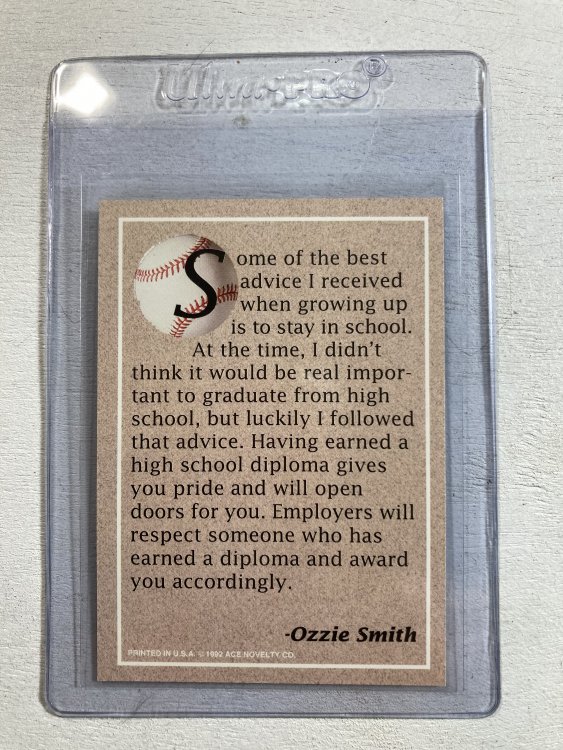 Ultra•PRO®
Some of the best
advice I received
when growing up
is to stay in school.
At the time, I didn't
think it would be real impor-
tant to graduate from high
school, but luckily I followed
that advice. Having earned a
high school diploma gives
you pride and will open
doors for you. Employers will
respect someone who has
earned a diploma and award
you accordingly.
-Ozzie Smith
PRINTED IN U.S.A. © 1992 ACE NOVELTY CO.